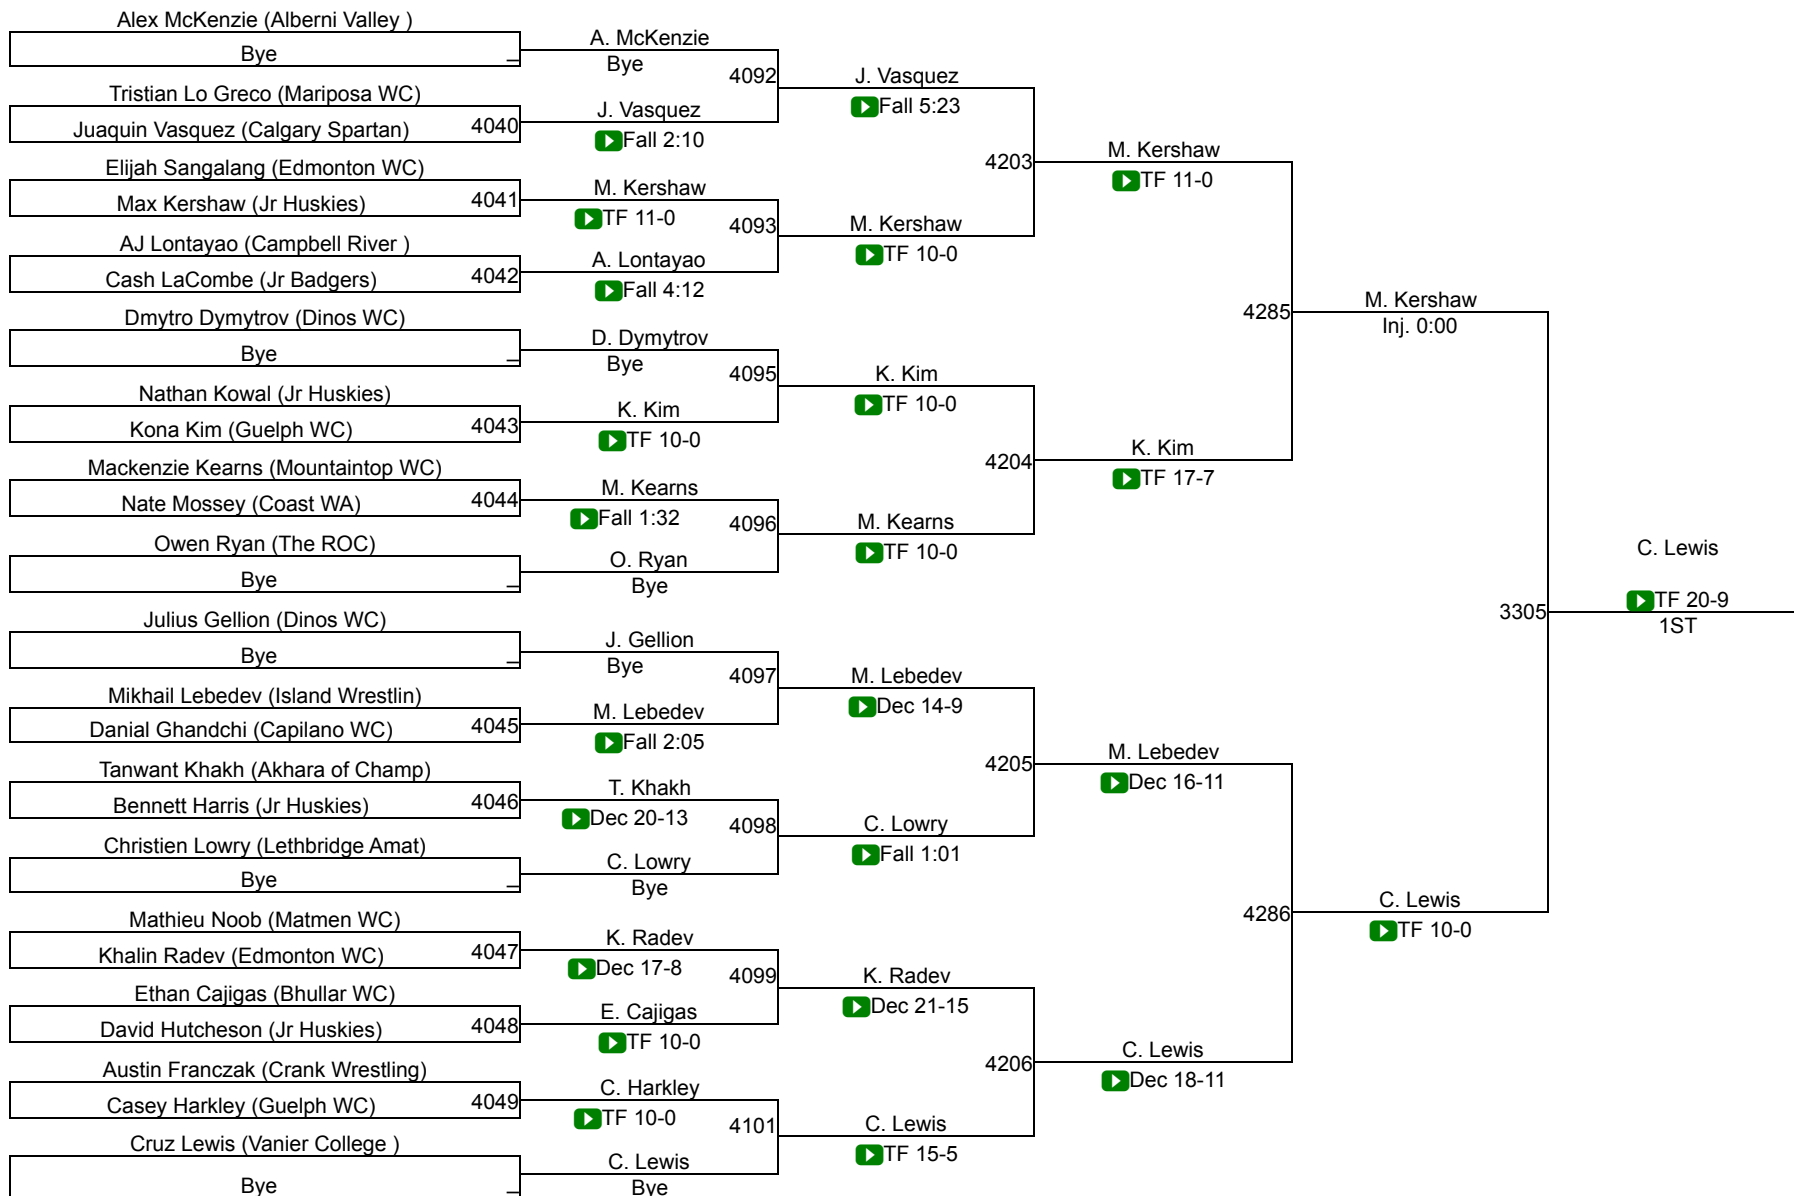 Alex McKenzie (Alberni Valley )
Bye _
Tristian Lo Greco (Mariposa WC)
Juaquin Vasquez (Calgary Spartan) 4040
Elijah Sangalang (Edmonton WC)
Max Kershaw (Jr Huskies) 4041
AJ Lontayao (Campbell River )
Cash LaCombe (Jr Badgers) 4042
Dmytro Dymytrov (Dinos WC)
Bye _
Nathan Kowal (Jr Huskies)
Kona Kim (Guelph WC) 4043
Mackenzie Kearns (Mountaintop WC)
Nate Mossey (Coast WA) 4044
Owen Ryan (The ROC)
Bye _
Julius Gellion (Dinos WC)
Bye _
Mikhail Lebedev (Island Wrestlin)
Danial Ghandchi (Capilano WC) 4045
Tanwant Khakh (Akhara of Champ)
Bennett Harris (Jr Huskies) 4046
Christien Lowry (Lethbridge Amat)
Bye _
Mathieu Noob (Matmen WC)
Khalin Radev (Edmonton WC) 4047
Ethan Cajigas (Bhullar WC)
David Hutcheson (Jr Huskies) 4048
Austin Franczak (Crank Wrestling)
Casey Harkley (Guelph WC) 4049
Cruz Lewis (Vanier College )
Bye _
A. McKenzie
Bye
4092
J. Vasquez
Fall 2:10
M. Kershaw
TF 11-0
4093
A. Lontayao
Fall 4:12
D. Dymytrov
Bye
4095
K. Kim
TF 10-0
M. Kearns
Fall 1:32
4096
O. Ryan
Bye
J. Gellion
Bye
4097
M. Lebedev
Fall 2:05
T. Khakh
Dec 20-13
4098
C. Lowry
Bye
K. Radev
Dec 17-8
4099
E. Cajigas
TF 10-0
C. Harkley
TF 10-0
4101
C. Lewis
Bye
J. Vasquez
Fall 5:23
4203
M. Kershaw
TF 10-0
K. Kim
TF 10-0
4204
M. Kearns
TF 10-0
M. Lebedev
Dec 14-9
4205
C. Lowry
Fall 1:01
K. Radev
Dec 21-15
4206
C. Lewis
TF 15-5
M. Kershaw
TF 11-0
4285
K. Kim
TF 17-7
M. Lebedev
Dec 16-11
4286
C. Lewis
Dec 18-11
M. Kershaw
Inj. 0:00
3305
C. Lewis
TF 10-0
C. Lewis
TF 20-9
1ST